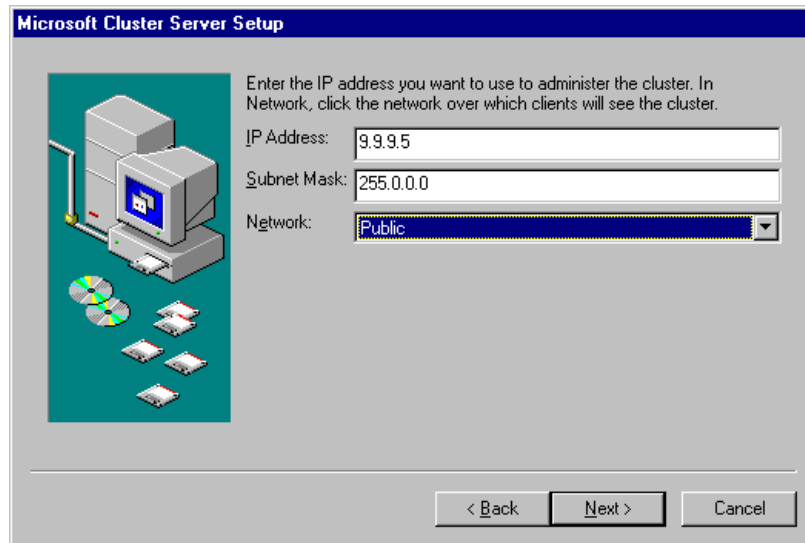 Microsoft Cluster Server Setup
Enter the IP address you want to use to administer the cluster. In
Network, click the network over which clients will see the cluster.
IP Address: 9.9.9.5
Subnet Mask: 255.0.0.0
Network: Public
< Back Next > Cancel